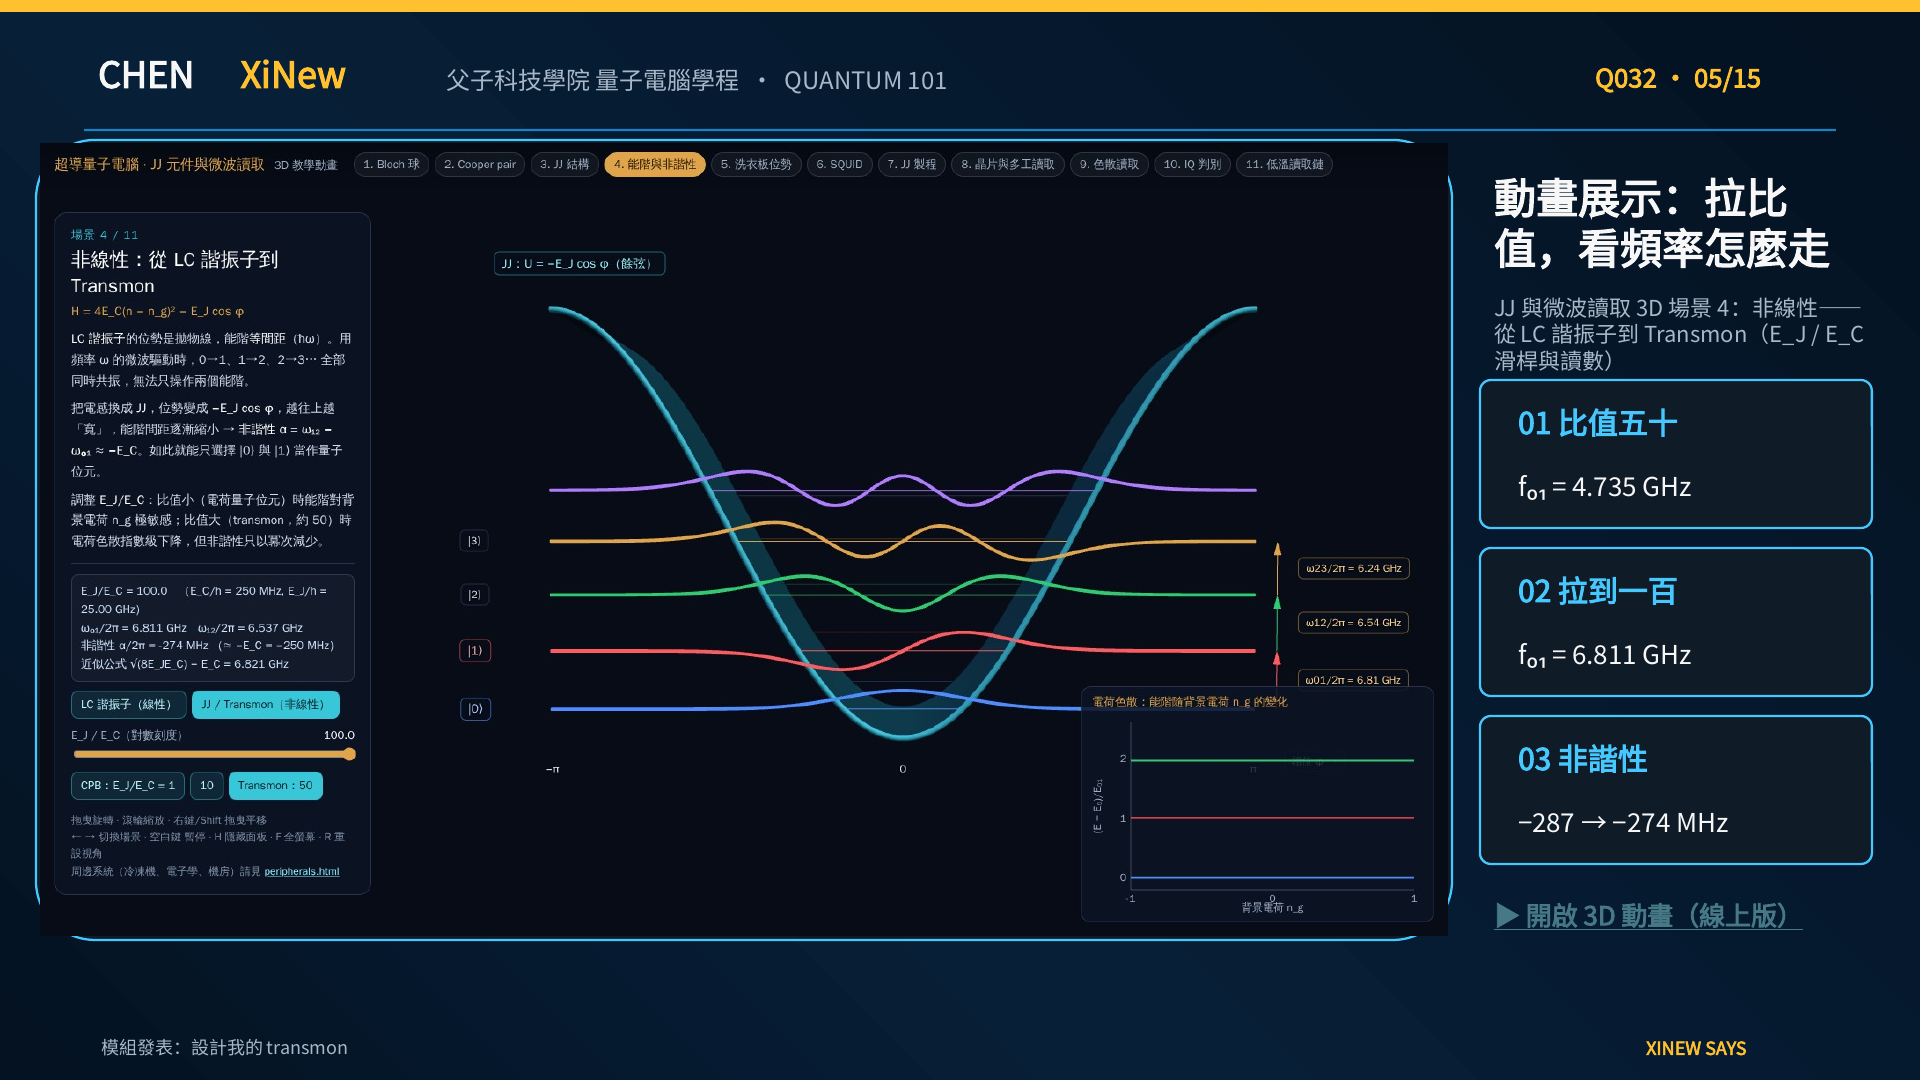 CHEN XiNew 父子科技學院 量子電腦學程 · QUANTUM 101 Q032 · 05/15
超導量子電腦 · JJ 元件與微波讀取 3D 教學動畫 1. Bloch 球 2. Cooper pair 3. JJ 結構 4. 能階與非諧性 5. 洗衣板位勢 6. SQUID 7. JJ 製程 8. 晶片與多工讀取 9. 色散讀取 10. IQ 判別 11. 低溫讀取鏈
場景 4 / 11
非線性：從 LC 諧振子到
Transmon
H = 4E_C(n − n_g)² − E_J cos φ
LC 諧振子的位勢是拋物線，能階等間距（ħω）。用
頻率 ω 的微波驅動時，0→1、1→2、2→3⋯ 全部
同時共振，無法只操作兩個能階。
把電感換成 JJ，位勢變成 −E_J cos φ，越往上越
「寬」，能階間距逐漸縮小 → 非諧性 α = ω₁₂ −
ω₀₁ ≈ −E_C。如此就能只選擇 |0⟩ 與 |1⟩ 當作量子
位元。
調整 E_J/E_C：比值小（電荷量子位元）時能階對背
景電荷 n_g 極敏感；比值大（transmon，約 50）時
電荷色散指數級下降，但非諧性只以冪次減少。
E_J/E_C = 100.0 （E_C/h = 250 MHz, E_J/h =
25.00 GHz）
ω₀₁/2π = 6.811 GHz ω₁₂/2π = 6.537 GHz
非諧性 α/2π = -274 MHz （≈ −E_C = −250 MHz）
近似公式 √(8E_JE_C) − E_C = 6.821 GHz
LC 諧振子（線性） JJ / Transmon（非線性）
E_J / E_C（對數刻度） 100.0
CPB：E_J/E_C = 1 10 Transmon：50
拖曳旋轉 · 滾輪縮放 · 右鍵/Shift 拖曳平移
← → 切換場景 · 空白鍵 暫停 · H 隱藏面板 · F 全螢幕 · R 重
設視角
周邊系統（冷凍機、電子學、機房）請見 peripherals.html
JJ：U = −E_J cos φ（餘弦）
|3⟩
|2⟩
|1⟩
|0⟩
−π 0
ω23/2π = 6.24 GHz
ω12/2π = 6.54 GHz
ω01/2π = 6.81 GHz
電荷色散：能階隨背景電荷 n_g 的變化
(E − E₀)/E₀₁
2
1
0
-1 0 1
背景電荷 n_g
π
動畫展示：拉比
值，看頻率怎麼走
JJ 與微波讀取 3D 場景 4：非線性——
從 LC 諧振子到 Transmon（E_J / E_C
滑桿與讀數）
01 比值五十
f₀₁ = 4.735 GHz
02 拉到一百
f₀₁ = 6.811 GHz
03 非諧性
−287 → −274 MHz
▶ 開啟 3D 動畫（線上版）
模組發表：設計我的 transmon
XINEW SAYS